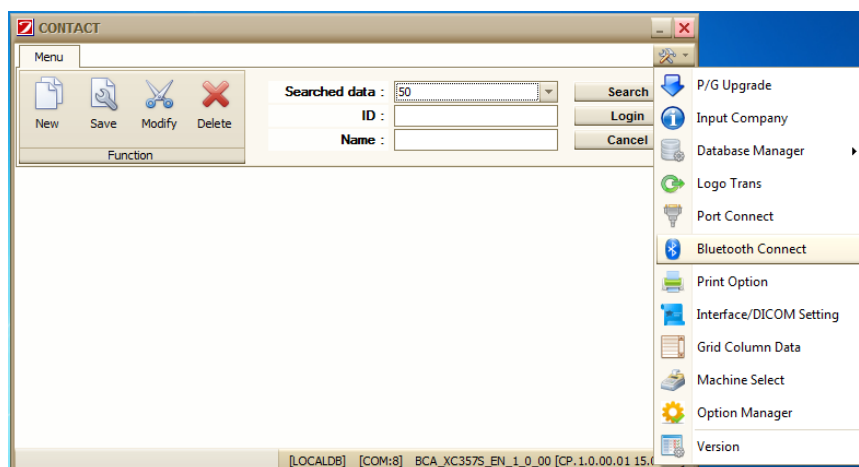 CONTACT
Menu
New Save Modify Delete
Function
Searched data : 50
ID :
Name :
Search
Login
Cancel
P/G Upgrade
Input Company
Database Manager
Logo Trans
Port Connect
Bluetooth Connect
Print Option
Interface/DICOM Setting
Grid Column Data
Machine Select
Option Manager
Version
[LOCALDB] [COM:8] BCA_XC357S_EN_1_0_00 [CP.1.0.00.01 15.0